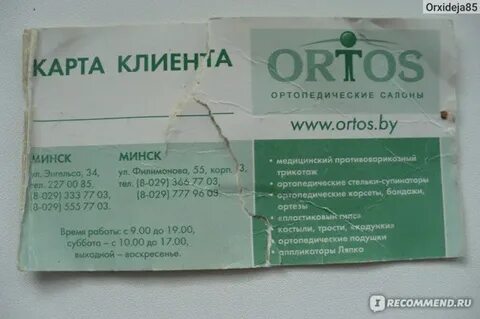 Orxideja85
КАРТА КЛИЕНТА
ORTOS
ОРТОПЕДИЧЕСКИЕ САЛОНЫ
www.ortos.by
МИНСК
ул. Энгельса, 34,
тел. 227 00 85,
(8-029) 333 77 03,
(8-029) 555 77 03.
МИНСК
ул. Филимонова, 55, корп. 3,
тел. (8-029) 366 77 03,
(8-029) 777 96 03
Время работы: с 9.00 до 19.00,
суббота – с 10.00 до 17.00,
выходной – воскресенье.
• медицинский противоварикозный
трикотаж
• ортопедические стельки-супинаторы
• ортопедические корсеты, бандажи,
ортезы
• «пластиковый гипс»
• костыли, трости, «ходунки»
• ортопедические подушки
• аппликаторы Ляпко
IRECOMMEND.RU